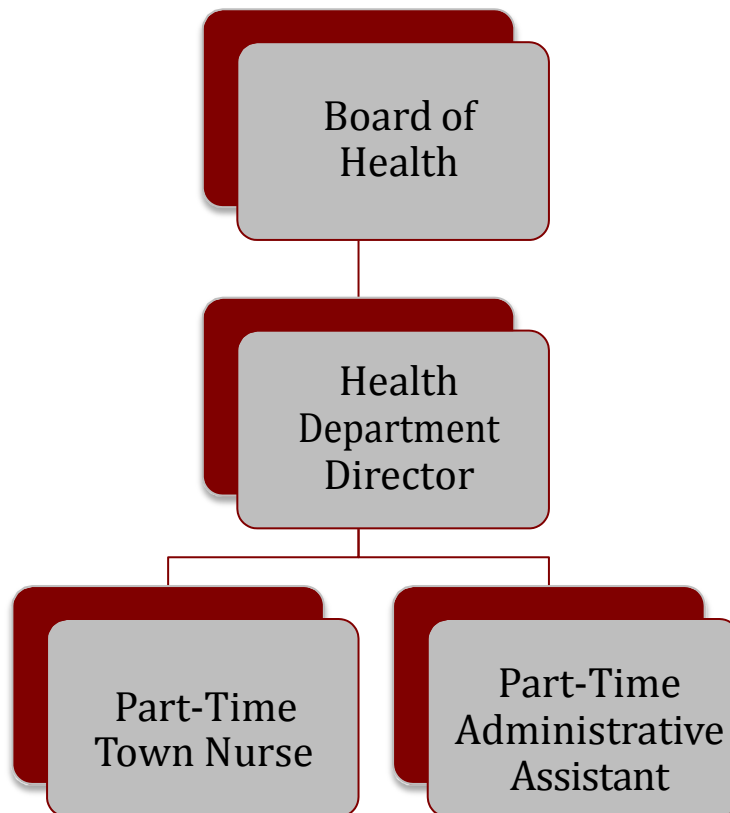 Board of
Health
Health
Department
Director
Part-Time
Town Nurse
Part-Time
Administrative
Assistant